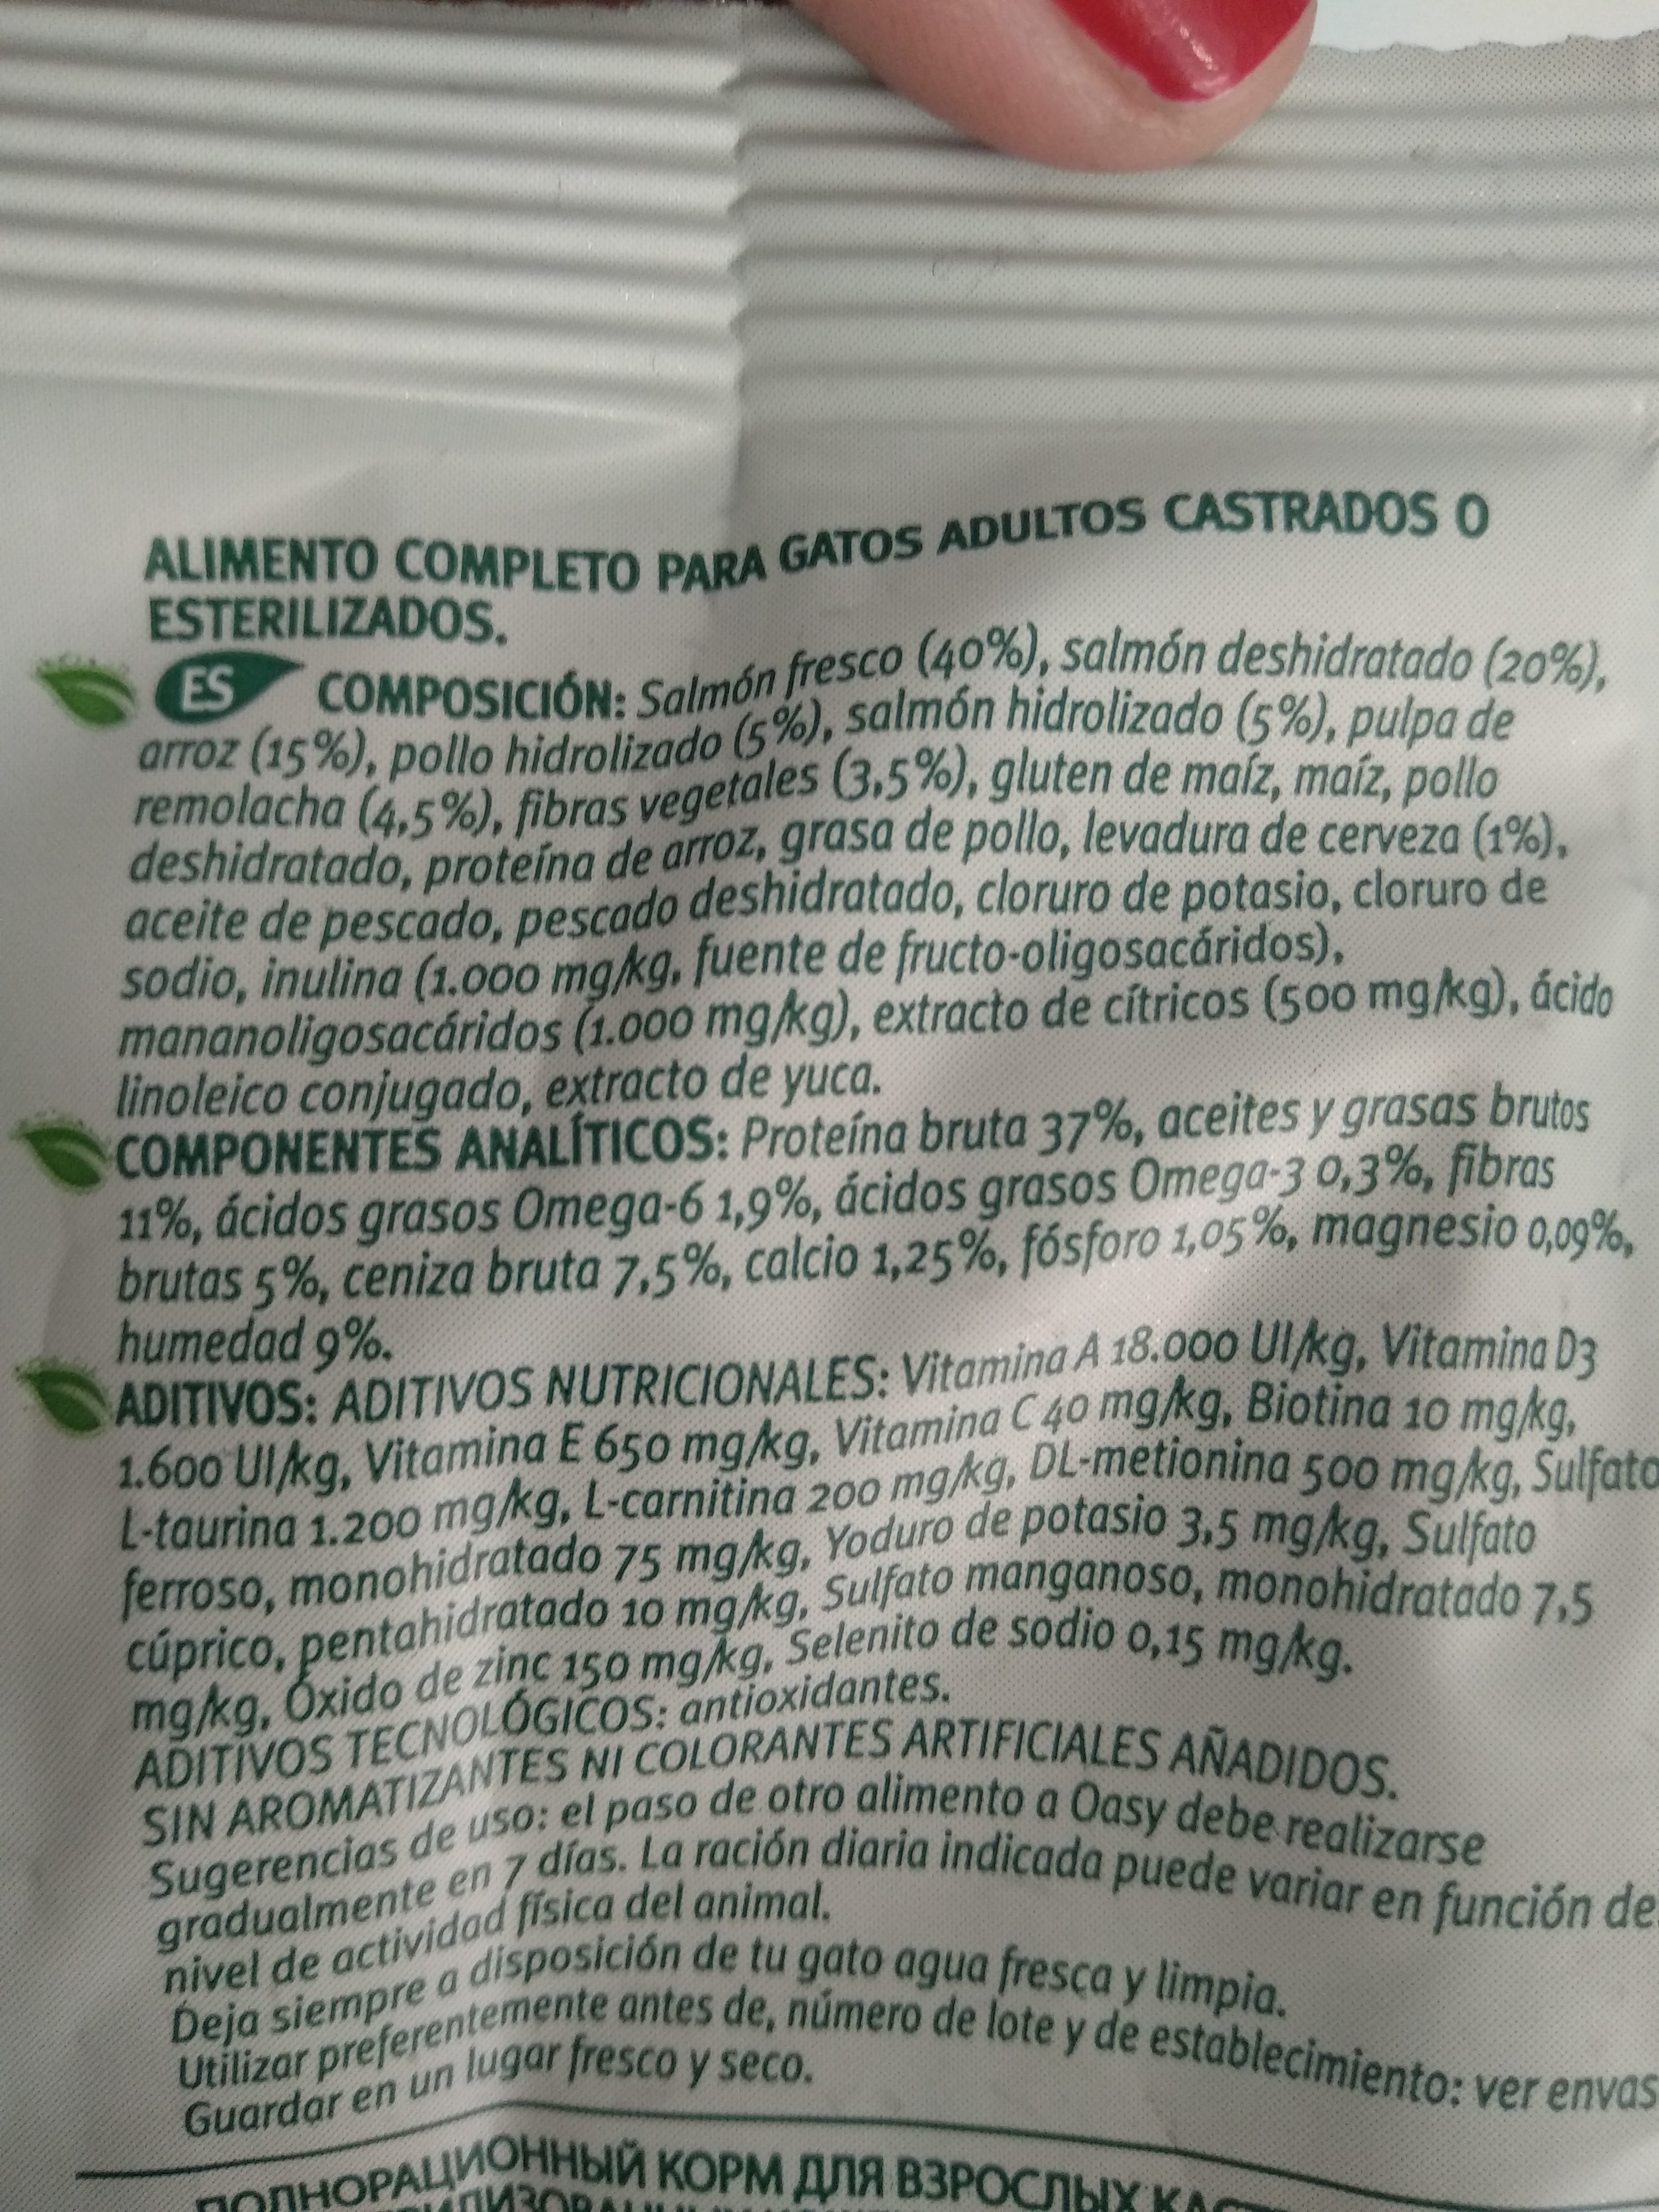 ALIMENTO COMPLETO PARA GATOS ADULTOS CASTRADOS O
ESTERILIZADOS.
ES COMPOSICIÓN: Salmón fresco (40%), salmón deshidratado (20%),
arroz (15%), pollo hidrolizado (5%), salmón hidrolizado (5%), pulpa de
remolacha (4,5%), fibras vegetales (3,5%), gluten de maíz, maíz, pollo
deshidratado, proteína de arroz, grasa de pollo, levadura de cerveza (1%),
aceite de pescado, pescado deshidratado, cloruro de potasio, cloruro de
sodio, inulina (1.000 mg/kg, fuente de fructo-oligosacáridos),
mananoligosacáridos (1.000 mg/kg), extracto de cítricos (500 mg/kg), ácido
linoleico conjugado, extracto de yuca.
COMPONENTES ANALÍTICOS: Proteína bruta 37%, aceites y grasas brutos
11%, ácidos grasos Omega-6 1,9%, ácidos grasos Omega-3 0,3%, fibras
brutas 5%, ceniza bruta 7,5%, calcio 1,25%, fósforo 1,05%, magnesio 0,09%,
humedad 9%.
ADITIVOS: ADITIVOS NUTRICIONALES: Vitamina A 18.000 UI/kg, Vitamina D3
1.600 UI/kg, Vitamina E 650 mg/kg, Vitamina C 40 mg/kg, Biotina 10 mg/kg,
L-taurina 1.200 mg/kg, L-carnitina 200 mg/kg, DL-metionina 500 mg/kg, Sulfato
ferroso, monohidratado 75 mg/kg, Yoduro de potasio 3,5 mg/kg, Sulfato
cúprico, pentahidratado 10 mg/kg, Sulfato manganoso, monohidratado 7,5
mg/kg, Óxido de zinc 150 mg/kg, Selenito de sodio 0,15 mg/kg.
ADITIVOS TECNOLÓGICOS: antioxidantes.
SIN AROMATIZANTES NI COLORANTES ARTIFICIALES AÑADIDOS.
Sugerencias de uso: el paso de otro alimento a Oasy debe realizarse
gradualmente en 7 días. La ración diaria indicada puede variar en función de
nivel de actividad física del animal.
Deja siempre a disposición de tu gato agua fresca y limpia.
Utilizar preferentemente antes de, número de lote y de establecimiento: ver envas
Guardar en un lugar fresco y seco.
ПОЛНОРАЦИОННЫЙ КОРМ ДЛЯ ВЗРОСЛЫХ